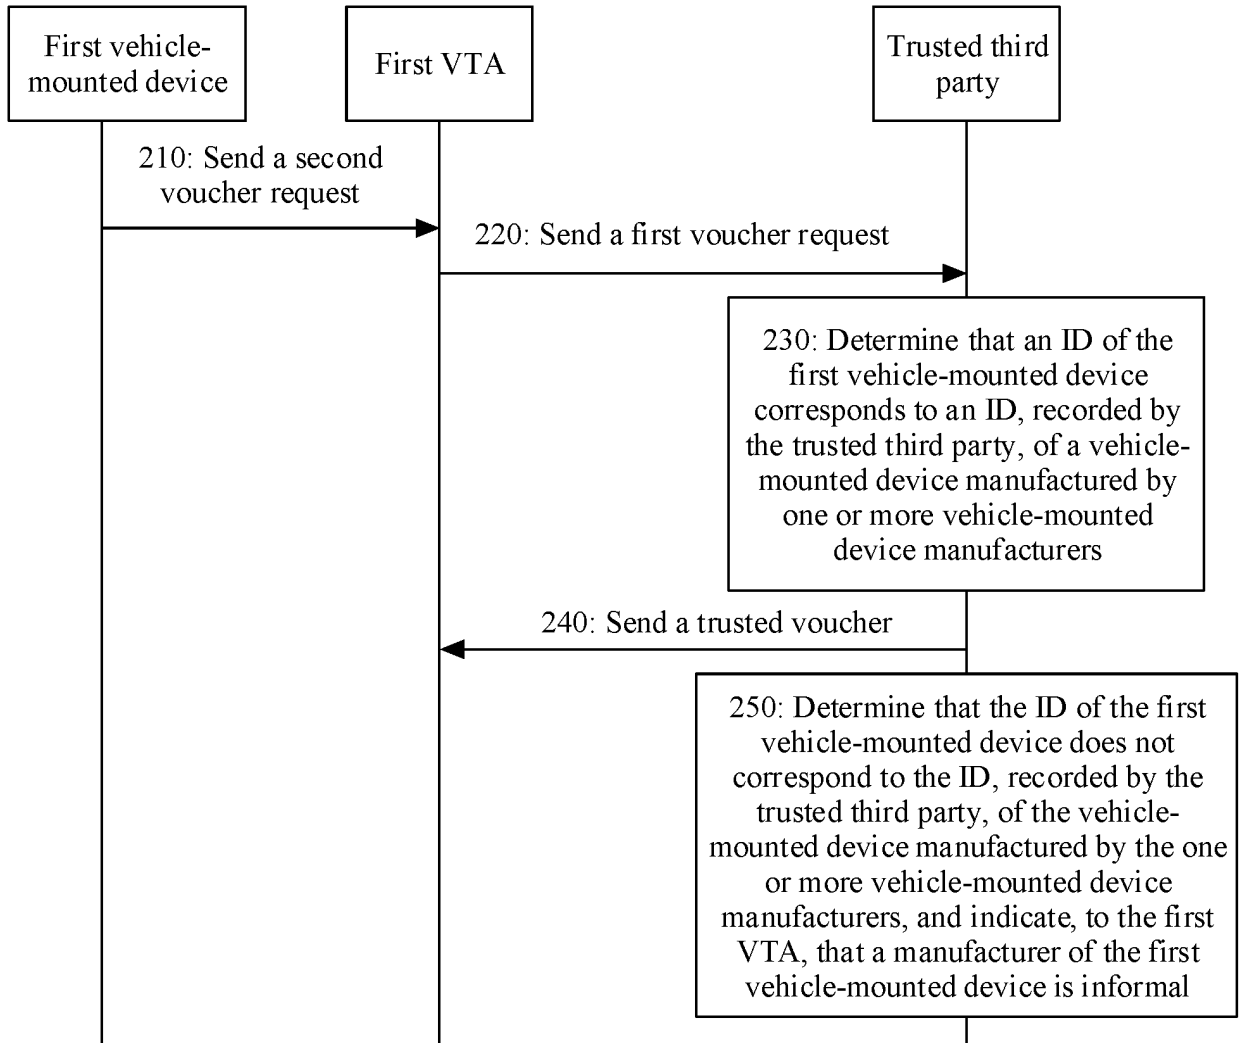 First vehicle-
mounted device
First VTA
Trusted third
party
210: Send a second
voucher request
220: Send a first voucher request
230: Determine that an ID of the
first vehicle-mounted device
corresponds to an ID, recorded by
the trusted third party, of a vehicle-
mounted device manufactured by
one or more vehicle-mounted
device manufacturers
240: Send a trusted voucher
250: Determine that the ID of the first
vehicle-mounted device does not
correspond to the ID, recorded by the
trusted third party, of the vehicle-
mounted device manufactured by the one
or more vehicle-mounted device
manufacturers, and indicate, to the first
VTA, that a manufacturer of the first
vehicle-mounted device is informal